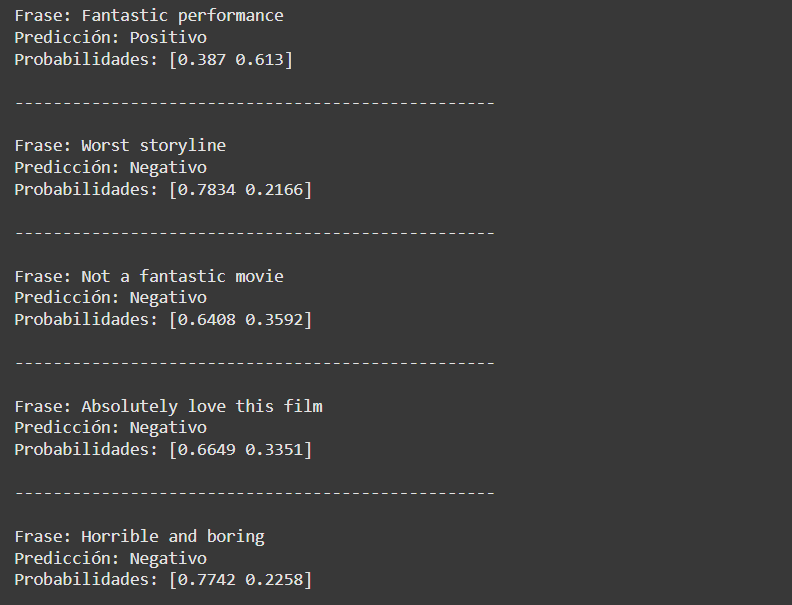 Frase: Fantastic performance
Predicción: Positivo
Probabilidades: [0.387 0.613]
--------------------------------------------------
Frase: Worst storyline
Predicción: Negativo
Probabilidades: [0.7834 0.2166]
--------------------------------------------------
Frase: Not a fantastic movie
Predicción: Negativo
Probabilidades: [0.6408 0.3592]
--------------------------------------------------
Frase: Absolutely love this film
Predicción: Negativo
Probabilidades: [0.6649 0.3351]
--------------------------------------------------
Frase: Horrible and boring
Predicción: Negativo
Probabilidades: [0.7742 0.2258]